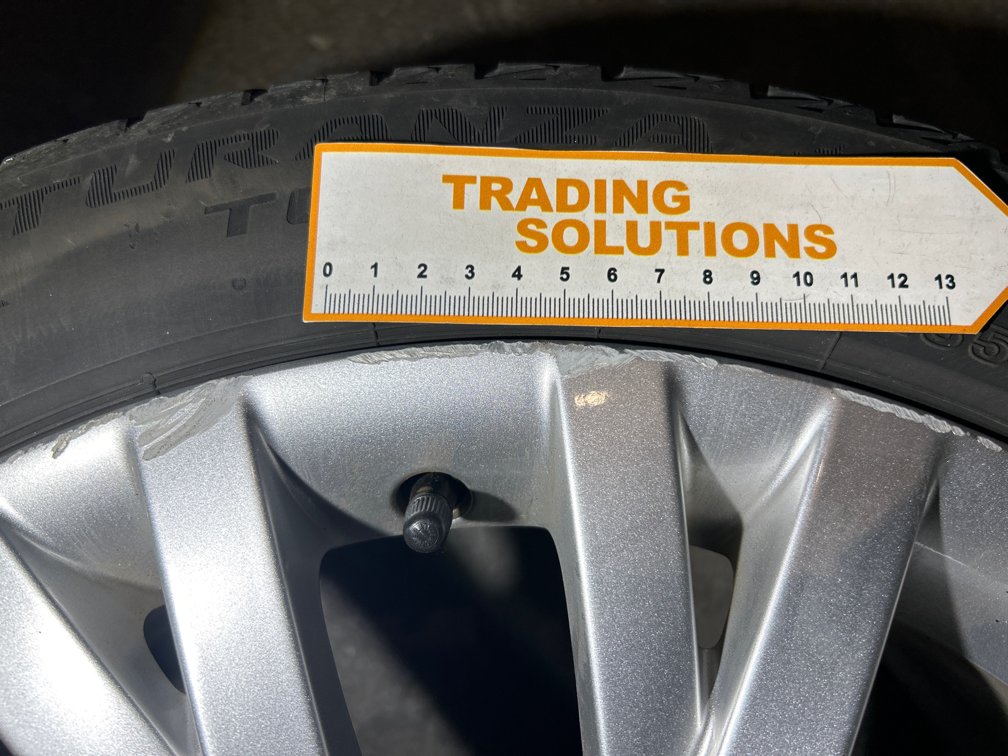 TURANZA
TRADING
SOLUTIONS
0 1 2 3 4 5 6 7 8 9 10 11 12 13